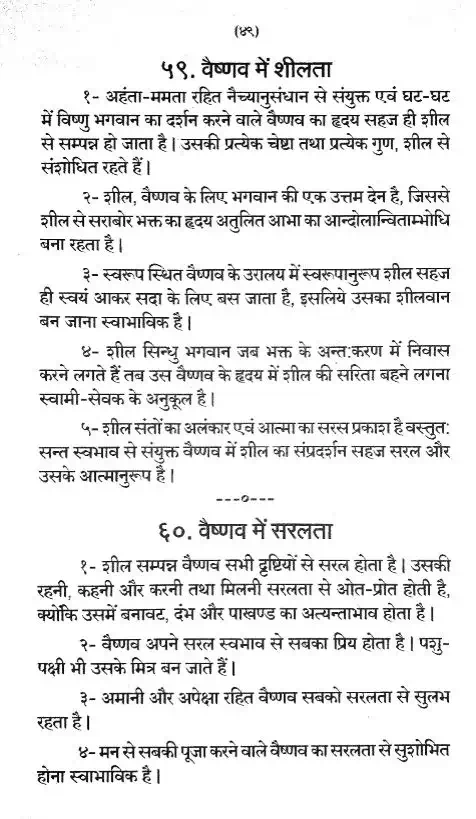 (४९)
५९. वैष्णव में शीलता
१- अहंता-ममता रहित नैच्यानुसंधान से संयुक्त एवं घट-घट
में विष्णु भगवान का दर्शन करने वाले वैष्णव का हृदय सहज ही शील
से सम्पन्न हो जाता है। उसकी प्रत्येक चेष्टा तथा प्रत्येक गुण, शील से
संशोधित रहते हैं।
२- शील, वैष्णव के लिए भगवान की एक उत्तम देन है, जिससे
शील से सराबोर भक्त का हृदय अतुलित आभा का आन्दोलान्विताम्भोधि
बना रहता है।
३- स्वरूप स्थित वैष्णव के उरालय में स्वरूपानुरूप शील सहज
ही स्वयं आकर सदा के लिए बस जाता है, इसलिये उसका शीलवान
बन जाना स्वाभाविक है।
४- शील सिन्धु भगवान जब भक्त के अन्त:करण में निवास
करने लगते हैं तब उस वैष्णव के हृदय में शील की सरिता बहने लगना
स्वामी-सेवक के अनुकूल है।
५- शील संतों का अलंकार एवं आत्मा का सरस प्रकाश है वस्तुत:
सन्त स्वभाव से संयुक्त वैष्णव में शील का संप्रदर्शन सहज सरल और
उसके आत्मानुरूप है।
---०---
६०. वैष्णव में सरलता
१- शील सम्पन्न वैष्णव सभी दृष्टियों से सरल होता है। उसकी
रहनी, कहनी और करनी तथा मिलनी सरलता से ओत-प्रोत होती है,
क्योंकि उसमें बनावट, दंभ और पाखण्ड का अत्यन्ताभाव होता है।
२- वैष्णव अपने सरल स्वभाव से सबका प्रिय होता है। पशु-
पक्षी भी उसके मित्र बन जाते हैं।
३- अमानी और अपेक्षा रहित वैष्णव सबको सरलता से सुलभ
रहता है।
४- मन से सबकी पूजा करने वाले वैष्णव का सरलता से सुशोभित
होना स्वाभाविक है।